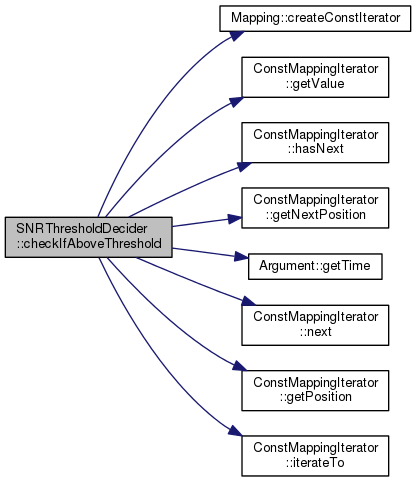 Mapping::createConstIterator
ConstMappingIterator
::getValue
ConstMappingIterator
::hasNext
ConstMappingIterator
::getNextPosition
SNRThresholdDecider
::checkIfAboveThreshold
Argument::getTime
ConstMappingIterator
::next
ConstMappingIterator
::getPosition
ConstMappingIterator
::iterateTo